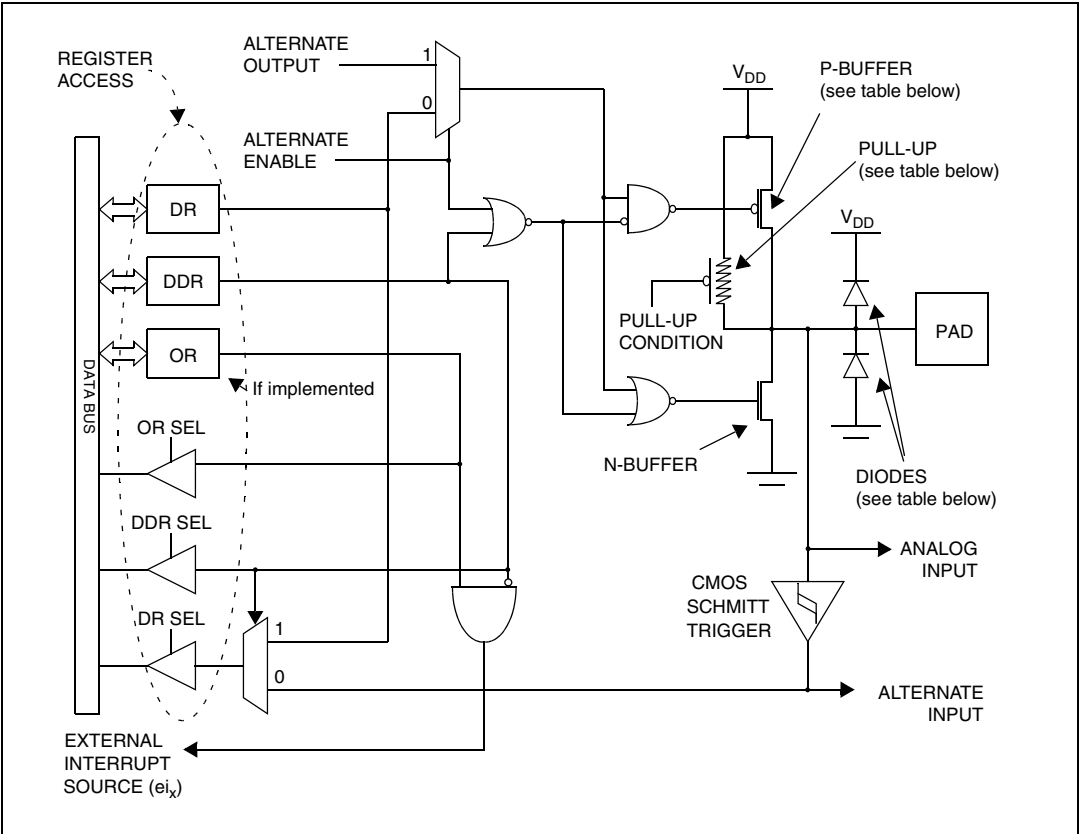 REGISTER
ACCESS
ALTERNATE
OUTPUT
1
0
ALTERNATE
ENABLE
VDD
P-BUFFER
(see table below)
PULL-UP
(see table below)
DR
DDR
OR
If implemented
DATA BUS
PULL-UP
CONDITION
VDD
PAD
N-BUFFER
DIODES
(see table below)
OR SEL
DDR SEL
DR SEL
1
0
ANALOG
INPUT
CMOS
SCHMITT
TRIGGER
ALTERNATE
INPUT
EXTERNAL
INTERRUPT
SOURCE (eix)